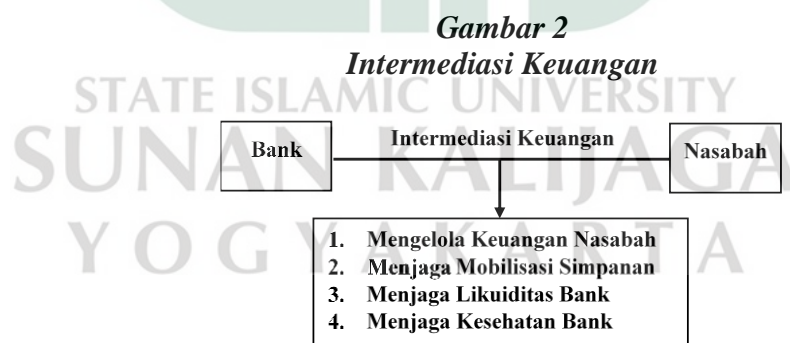 Gambar 2
Intermediasi Keuangan
STATE ISLAMIC UNIVERSITY
SUNAN KALIJAGA
YOGYAKARTA
Bank
Intermediasi Keuangan
Nasabah
1. Mengelola Keuangan Nasabah
2. Menjaga Mobilisasi Simpanan
3. Menjaga Likuiditas Bank
4. Menjaga Kesehatan Bank